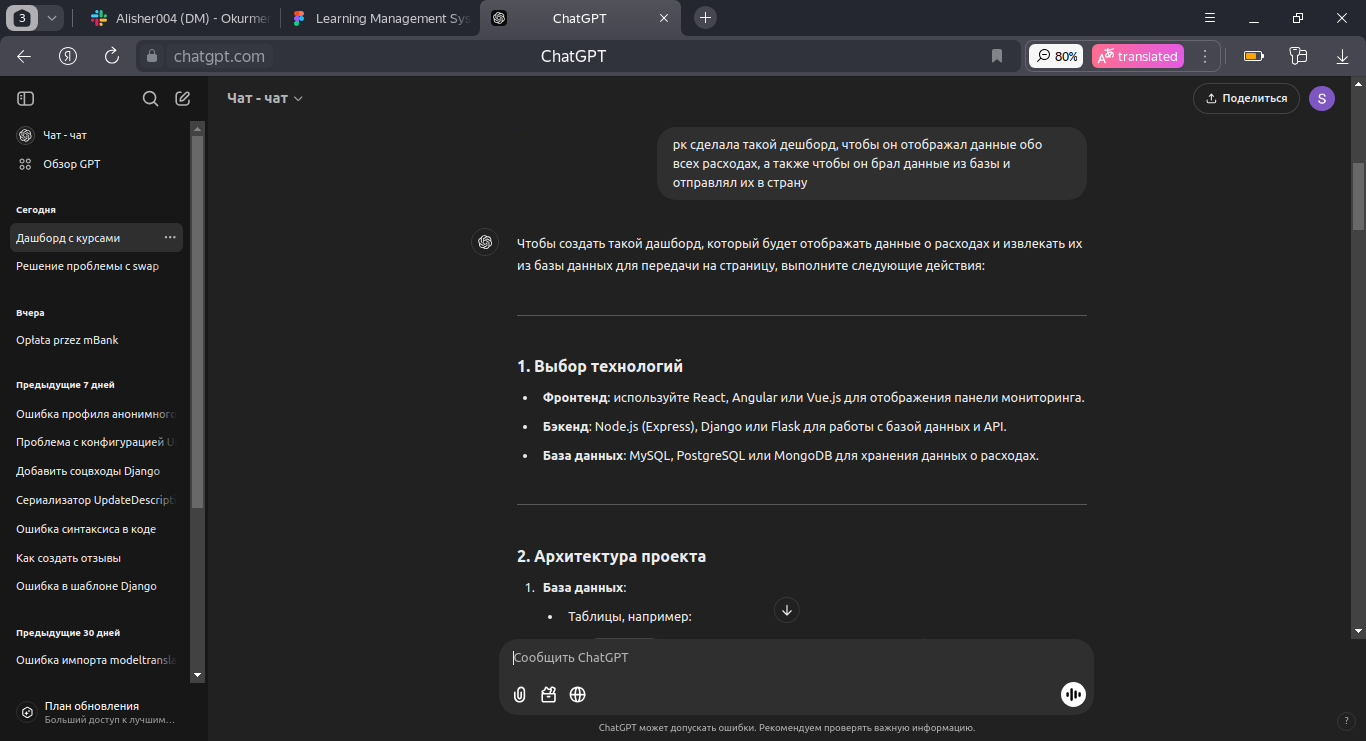 3
Alisher004 (DM) - Okurmen
Learning Management Sys
ChatGPT
chatgpt.com
ChatGPT
80%
translated
Чат - чат
Поделиться
S
Чат - чат
Обзор GPT
Сегодня
Дашборд с курсами
Решение проблемы с swap
Вчера
Opłata przez mBank
Предыдущие 7 дней
Ошибка профиля анонимного
Проблема с конфигурацией U
Добавить соцвходы Django
Сериализатор UpdateDescript
Ошибка синтаксиса в коде
Как создать отзывы
Ошибка в шаблоне Django
Предыдущие 30 дней
Ошибка импорта modeltransla
План обновления
Больший доступ к лучшим...
рк сделала такой дешборд, чтобы он отображал данные обо
всех расходах, а также чтобы он брал данные из базы и
отправлял их в страну
Чтобы создать такой дашборд, который будет отображать данные о расходах и извлекать их
из базы данных для передачи на страницу, выполните следующие действия:
1. Выбор технологий
• Фронтенд: используйте React, Angular или Vue.js для отображения панели мониторинга.
• Бэкенд: Node.js (Express), Django или Flask для работы с базой данных и API.
• База данных: MySQL, PostgreSQL или MongoDB для хранения данных о расходах.
2. Архитектура проекта
1. База данных:
• Таблицы, например:
Сообщить ChatGPT
ChatGPT может допускать ошибки. Рекомендуем проверять важную информацию.
?